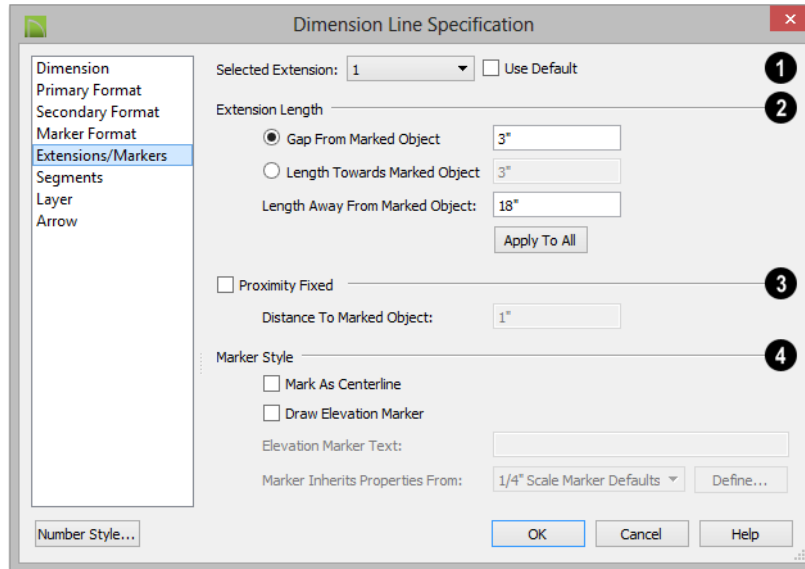 Dimension Line Specification
×
Dimension
Primary Format
Secondary Format
Marker Format
Extensions/Markers
Segments
Layer
Arrow
Selected Extension: 1 Use Default 1
Extension Length 2
Gap From Marked Object 3"
Length Towards Marked Object 3"
Length Away From Marked Object: 18"
Apply To All
Proximity Fixed 3
Distance To Marked Object: 1"
Marker Style 4
Mark As Centerline
Draw Elevation Marker
Elevation Marker Text:
Marker Inherits Properties From: 1/4" Scale Marker Defaults Define...
Number Style... OK Cancel Help